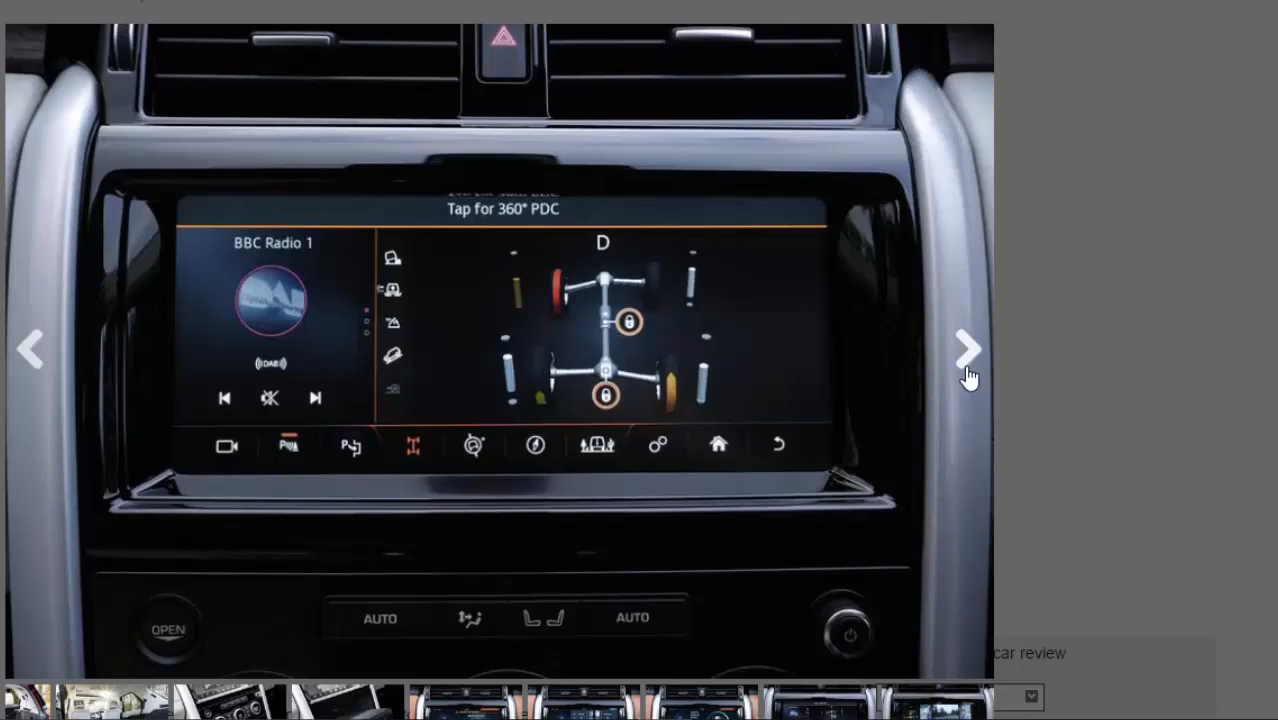 Tap for 360° PDC
BBC Radio 1
D
DAB
OPEN
AUTO
AUTO
car review